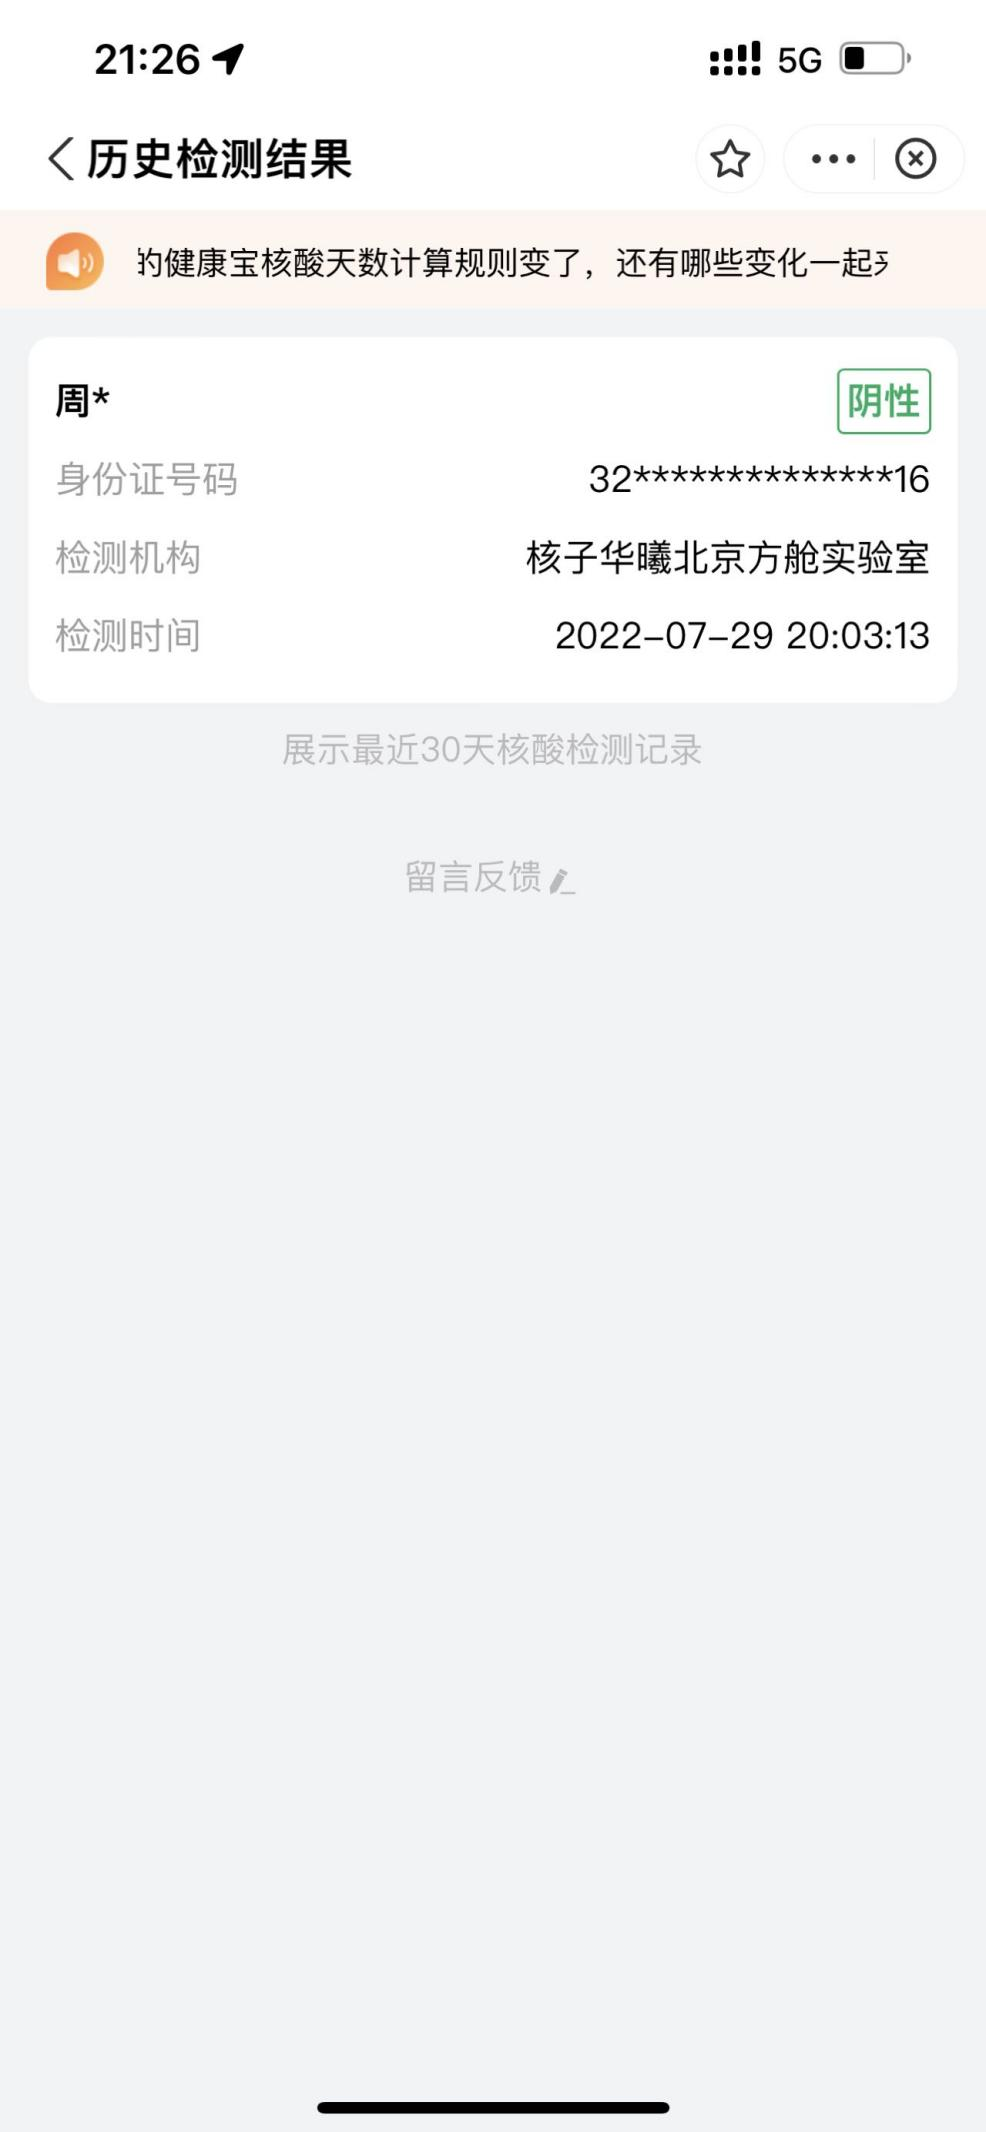 21:26 5G
历史检测结果
的健康宝核酸天数计算规则变了，还有哪些变化一起
周* 阴性
身份证号码 32**************16
检测机构 核子华曦北京方舱实验室
检测时间 2022-07-29 20:03:13
展示最近30天核酸检测记录
留言反馈